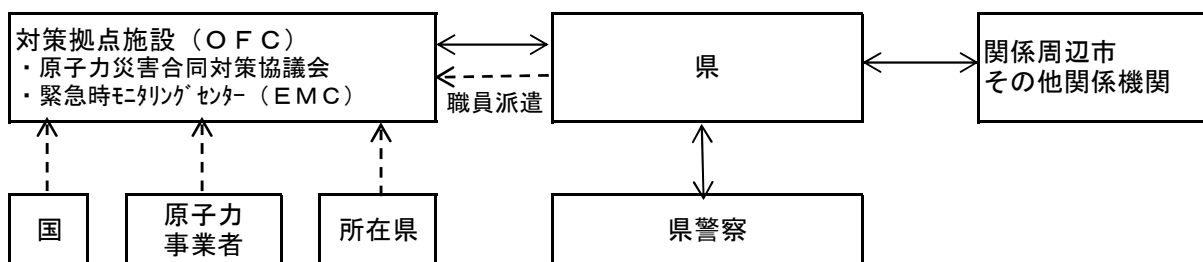 対策拠点施設（ＯＦＣ）
・原子力災害合同対策協議会
・緊急時ﾓﾆﾀﾘﾝｸﾞｾﾝﾀｰ（ＥＭＣ）
職員派遣
県
関係周辺市
その他関係機関
国
原子力
事業者
所在県
県警察